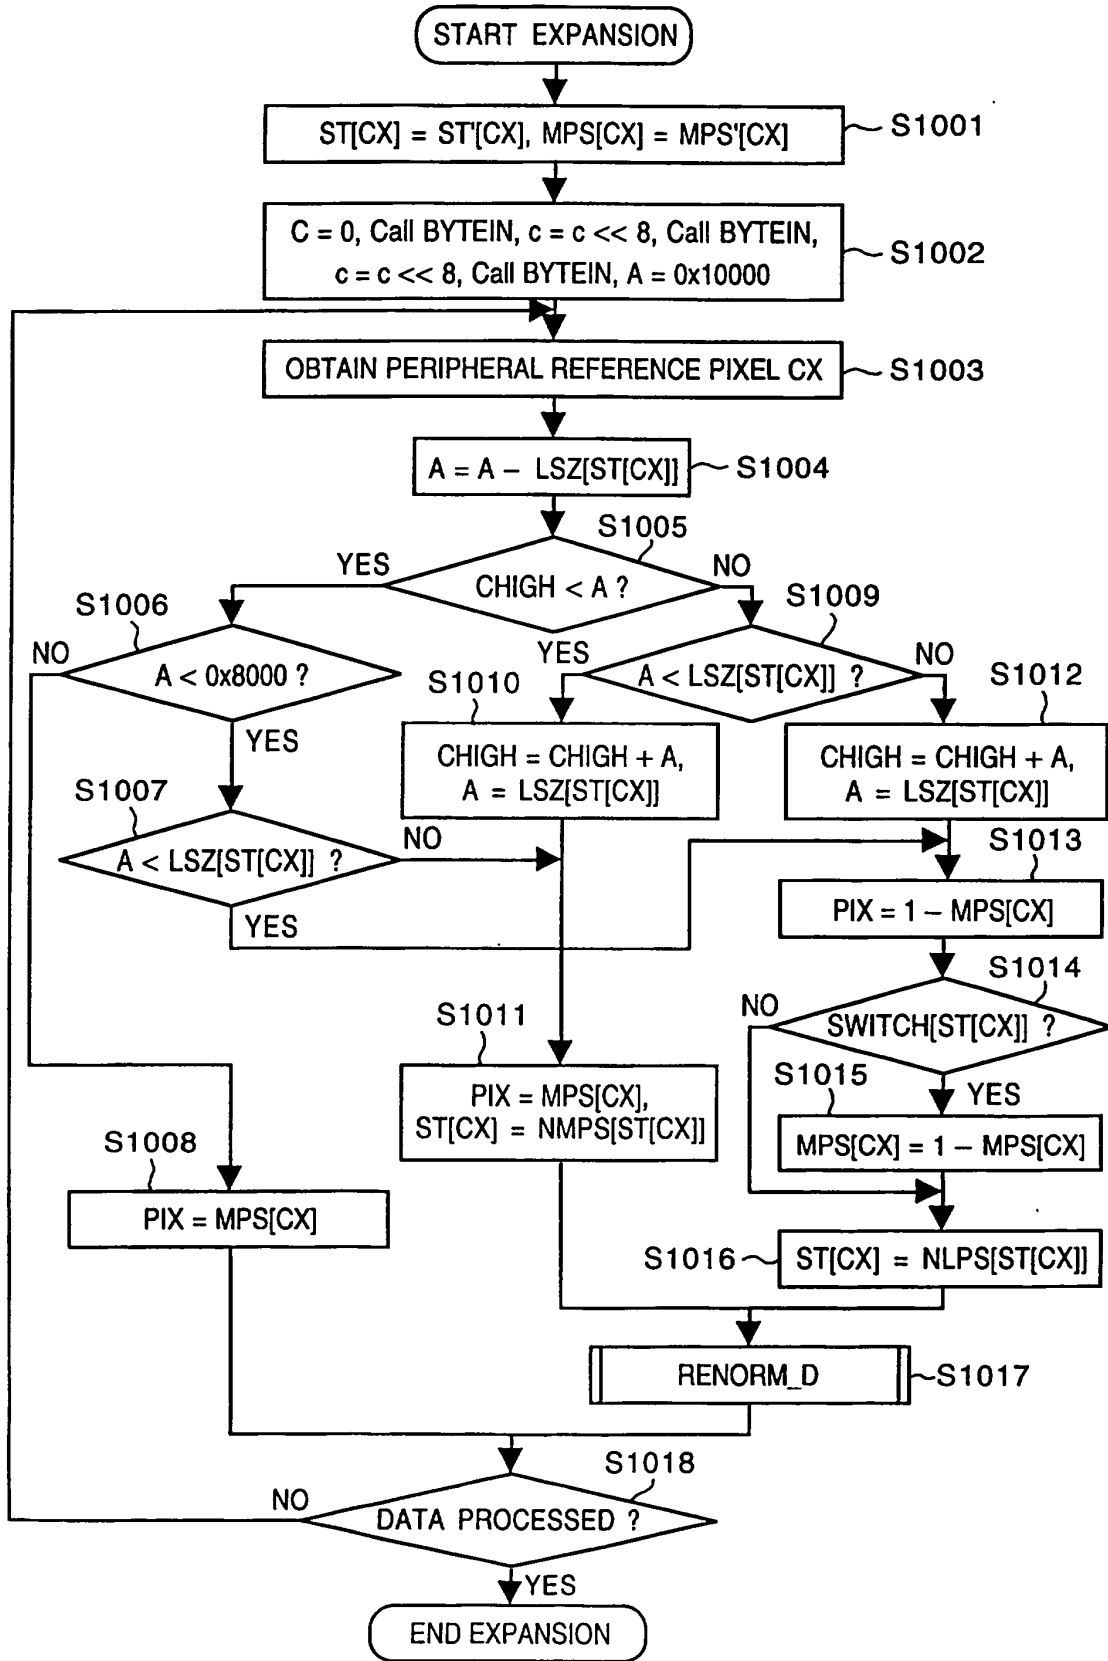 START EXPANSION
ST[CX] = ST'[CX], MPS[CX] = MPS'[CX]
S1001
C = 0, Call BYTEIN, c = c << 8, Call BYTEIN,
c = c << 8, Call BYTEIN, A = 0x10000
S1002
OBTAIN PERIPHERAL REFERENCE PIXEL CX
S1003
A = A - LSZ[ST[CX]]
S1004
S1005
YES
CHIGH < A ?
NO
S1006
NO
A < 0x8000 ?
YES
S1009
YES
A < LSZ[ST[CX]] ?
NO
S1010
CHIGH = CHIGH + A,
A = LSZ[ST[CX]]
S1012
CHIGH = CHIGH + A,
A = LSZ[ST[CX]]
S1007
A < LSZ[ST[CX]] ?
NO
YES
S1013
PIX = 1 - MPS[CX]
S1014
NO
SWITCH[ST[CX]] ?
YES
S1011
PIX = MPS[CX],
ST[CX] = NMPS[ST[CX]]
S1015
MPS[CX] = 1 - MPS[CX]
S1008
PIX = MPS[CX]
S1016
ST[CX] = NLPS[ST[CX]]
RENORM_D
S1017
S1018
NO
DATA PROCESSED ?
YES
END EXPANSION